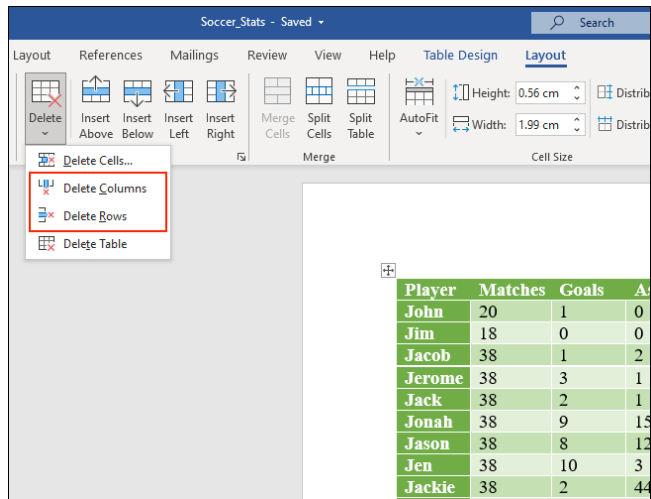 Soccer_Stats - Saved
Search
Layout References Mailings Review View Help Table Design Layout
Delete Insert Above Insert Below Insert Left Insert Right Merge Cells Split Cells Split Table AutoFit Height: 0.56 cm Distrib
Width: 1.99 cm Distrib
Merge Cell Size
Delete Cells...
Delete Columns
Delete Rows
Delete Table
Player Matches Goals As
John 20 1 0
Jim 18 0 0
Jacob 38 1 2
Jerome 38 3 1
Jack 38 2 1
Jonah 38 9 15
Jason 38 8 12
Jen 38 10 3
Jackie 38 2 44